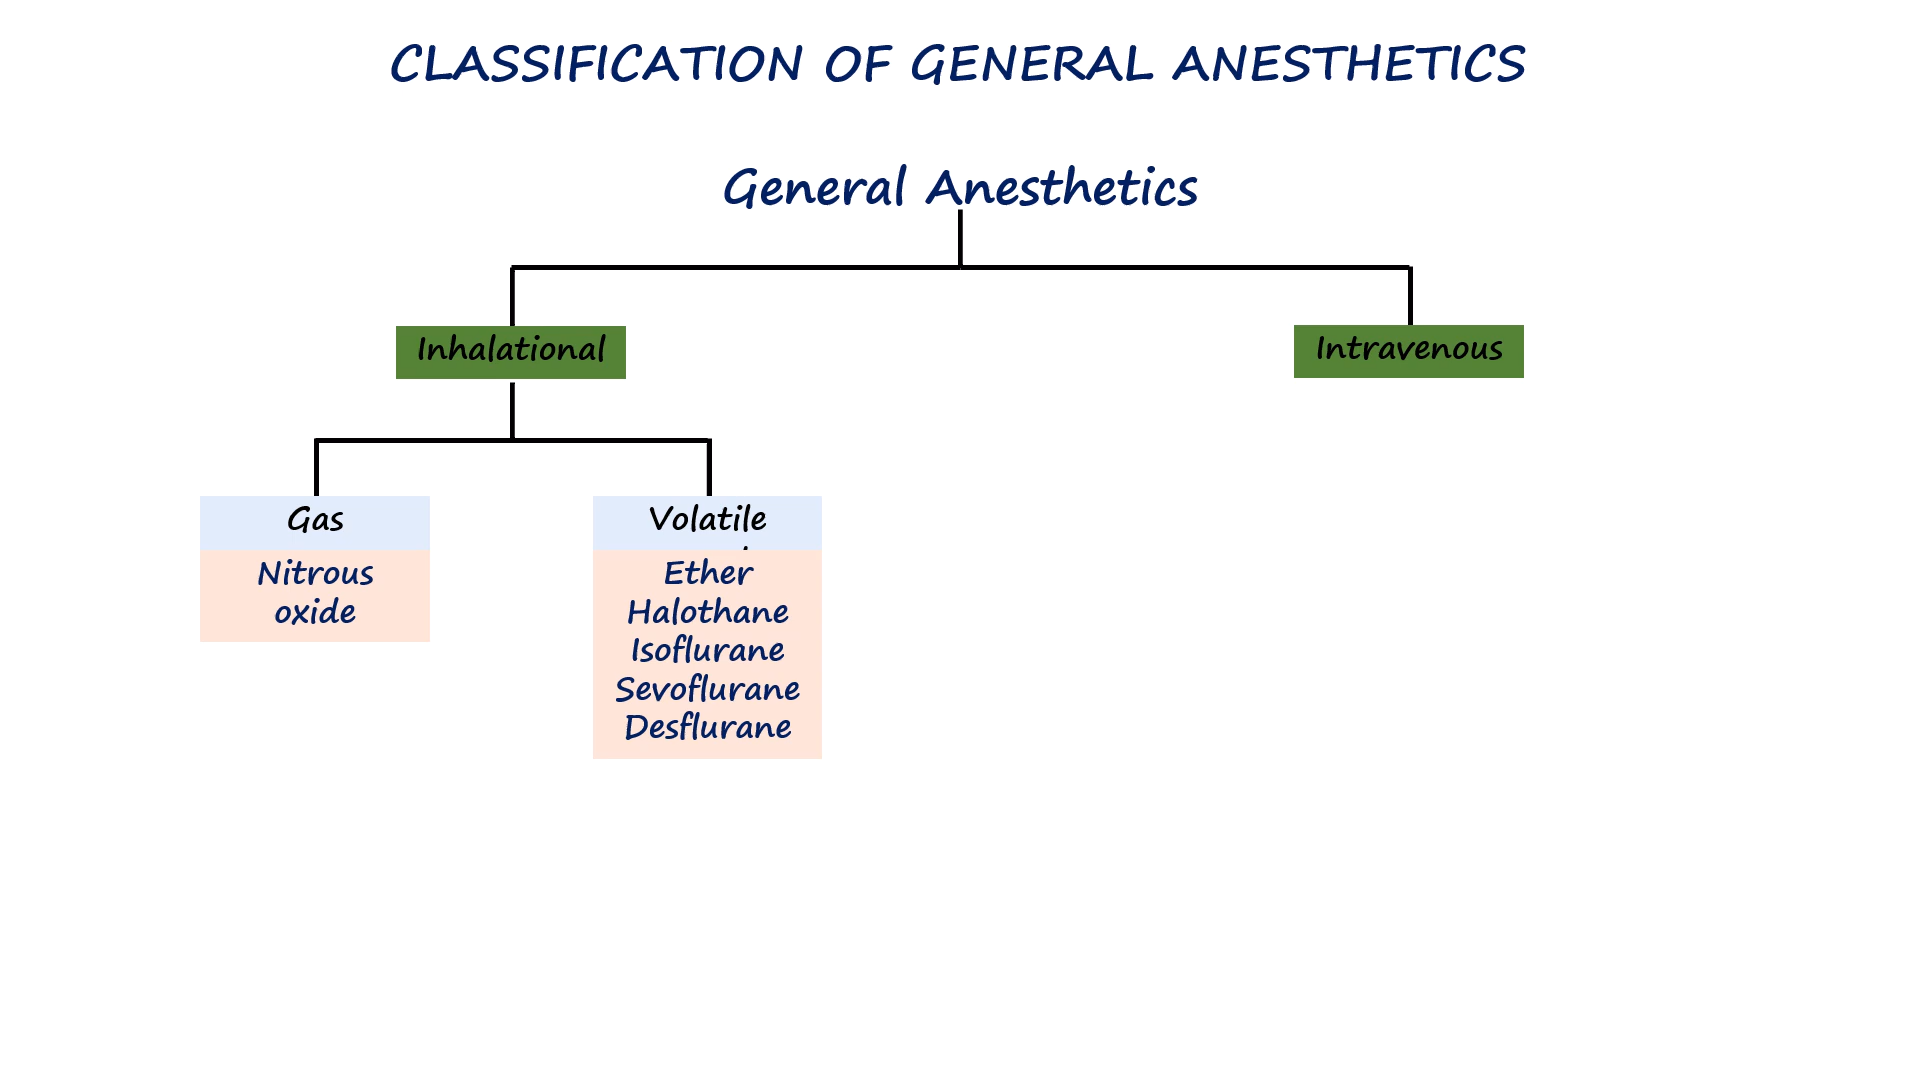 CLASSIFICATION OF GENERAL ANESTHETICS
General Anesthetics
Inhalational
Intravenous
Gas
Volatile
Nitrous
oxide
Ether
Halothane
Isoflurane
Sevoflurane
Desflurane